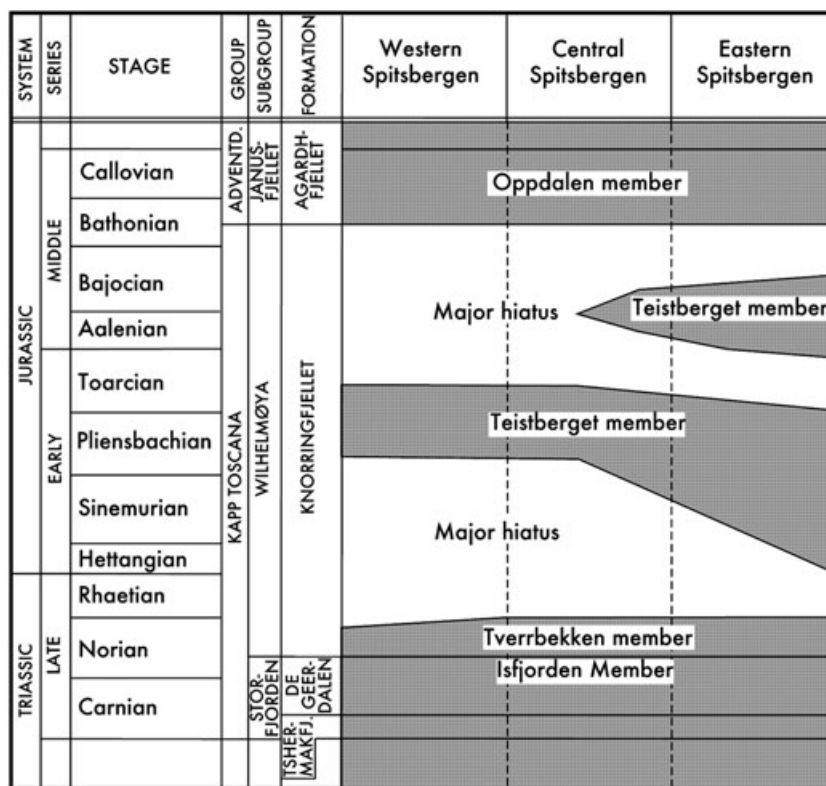 SYSTEM
SERIES
STAGE
GROUP
SUBGROUP
FORMATION
Western
Spitsbergen
Central
Spitsbergen
Eastern
Spitsbergen
JURASSIC
TRIASSIC
MIDDLE
EARLY
LATE
Callovian
Bathonian
Bajocian
Aalenian
Toarcian
Pliensbachian
Sinemurian
Hettangian
Rhaetian
Norian
Carnian
ADVENTD.
KAPP TOSCANA
JANUS-
FJELLET
WILHELMØYA
STOR-
FJORDEN
AGARDH-
FJELLET
KNORRINGFJELLET
DE
GEER-
DALEN
TSHER-
MAKFJ.
Oppdalen member
Major hiatus
Teistberget member
Teistberget member
Major hiatus
Tverrbekken member
Isfjorden Member